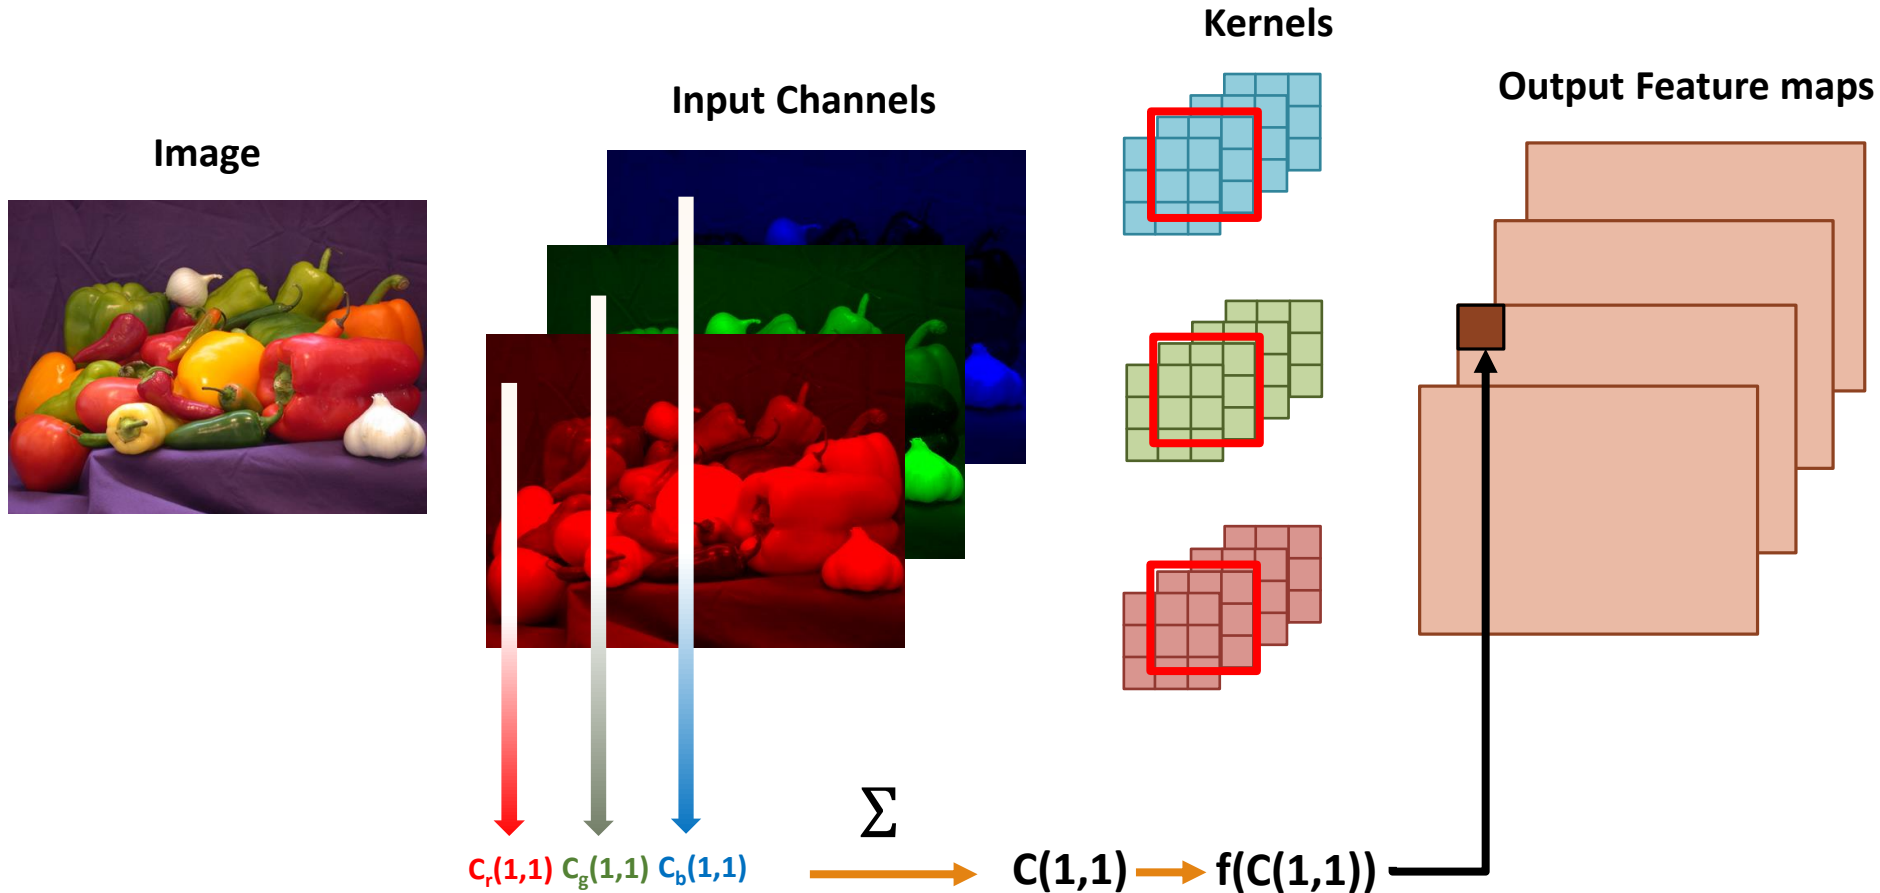 Kernels
Input Channels
Output Feature maps
Image
Σ
Cr(1,1) Cg(1,1) Cb(1,1)
C(1,1)
f(C(1,1))